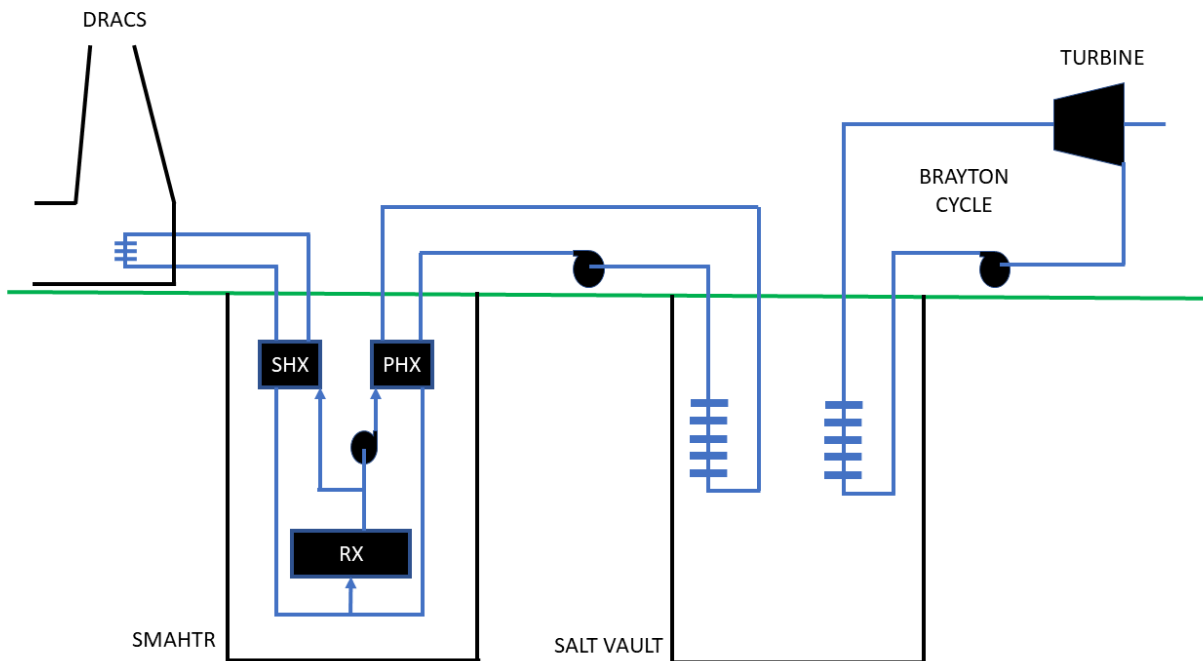 DRACS
TURBINE
BRAYTON
CYCLE
SHX
PHX
RX
SMAHTR
SALT VAULT